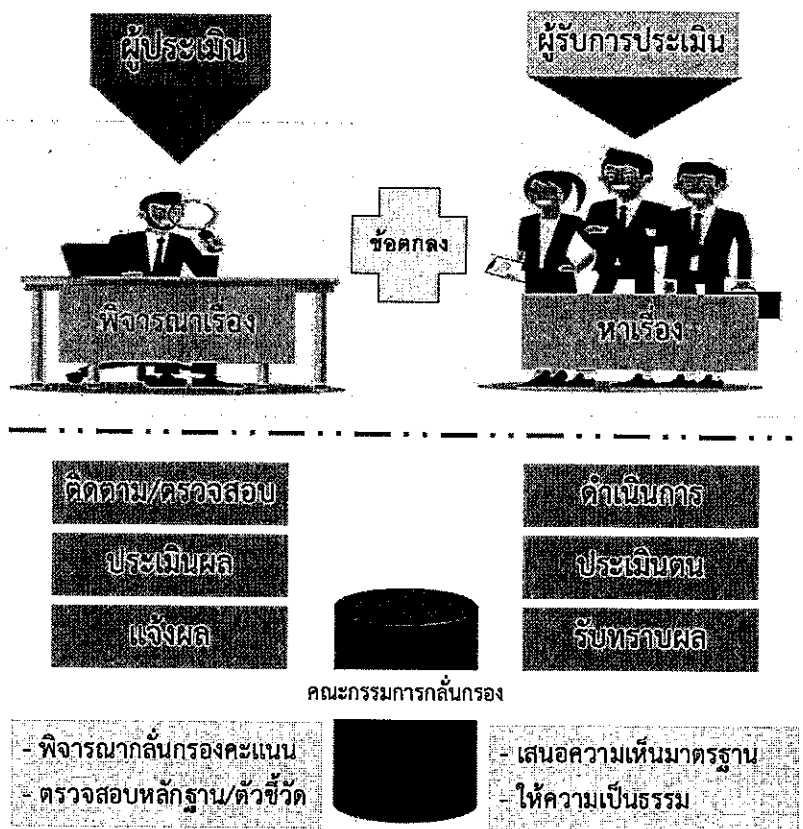 ผู้ประเมิน
ผู้รับการประเมิน
ข้อตกลง
พิจารณาเรื่อง
หาเรื่อง
ติดตาม/ตรวจสอบ
ดำเนินการ
ประเมินผล
ประเมินตน
แจ้งผล
รับทราบผล
คณะกรรมการกลั่นกรอง
- พิจารณากลั่นกรองคะแนน
- ตรวจสอบหลักฐาน/ตัวชี้วัด
- เสนอความเห็นมาตรฐาน
- ให้ความเป็นธรรม